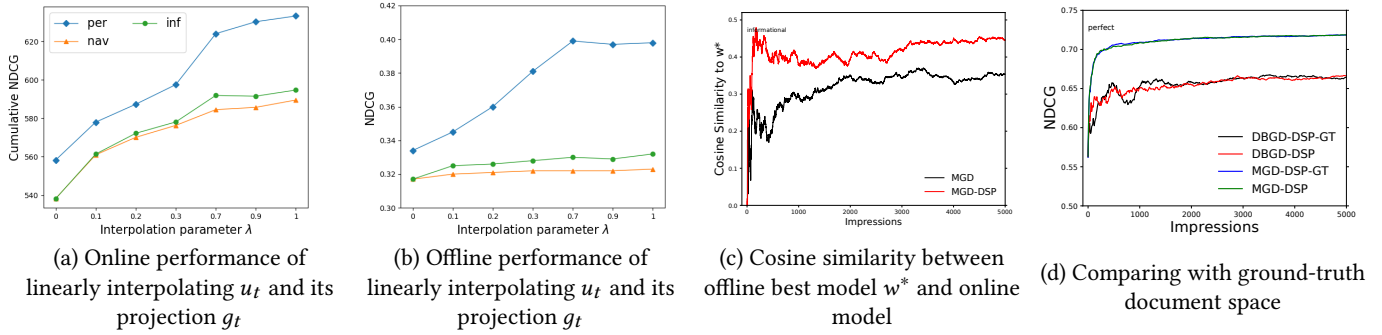 per
nav
inf
620
600
580
560
540
Cumulative NDCG
0 0.1 0.2 0.3 0.7 0.9 1
Interpolation parameter λ
(a) Online performance of
linearly interpolating u_t and its
projection g_t
0.42
0.40
0.38
0.36
0.34
0.32
0.30
NDCG
0 0.1 0.2 0.3 0.7 0.9 1
Interpolation parameter λ
(b) Offline performance of
linearly interpolating u_t and its
projection g_t
informational
0.5
0.4
0.3
0.2
0.1
0.0
Cosine Similarity to w*
MGD
MGD-DSP
0 1000 2000 3000 4000 5000
Impressions
(c) Cosine similarity between
offline best model w* and online
model
perfect
0.75
0.70
0.65
0.60
0.55
0.50
NDCG
DBGD-DSP-GT
DBGD-DSP
MGD-DSP-GT
MGD-DSP
0 1000 2000 3000 4000 5000
Impressions
(d) Comparing with ground-truth
document space